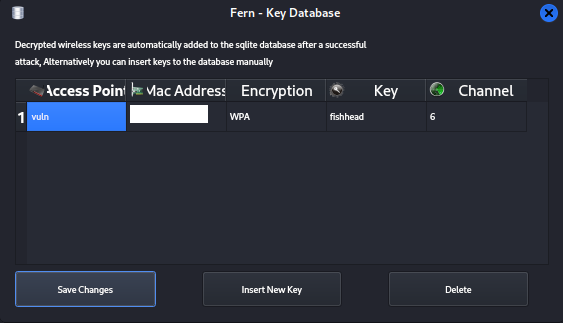 Fern - Key Database
Decrypted wireless keys are automatically added to the sqlite database after a successful
attack, Alternatively you can insert keys to the database manually
Access Point Mac Address Encryption Key Channel
1 vuln WPA fishhead 6
Save Changes Insert New Key Delete